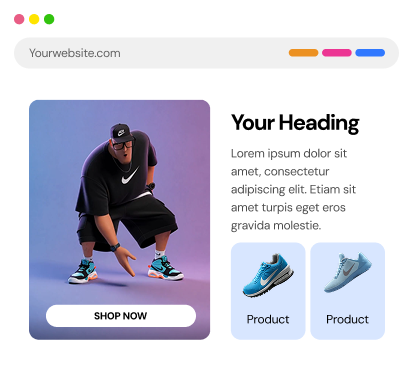 Yourwebsite.com
Your Heading
Lorem ipsum dolor sit
amet, consectetur
adipiscing elit. Etiam sit
amet turpis eget eros
gravida molestie.
SHOP NOW
Product
Product